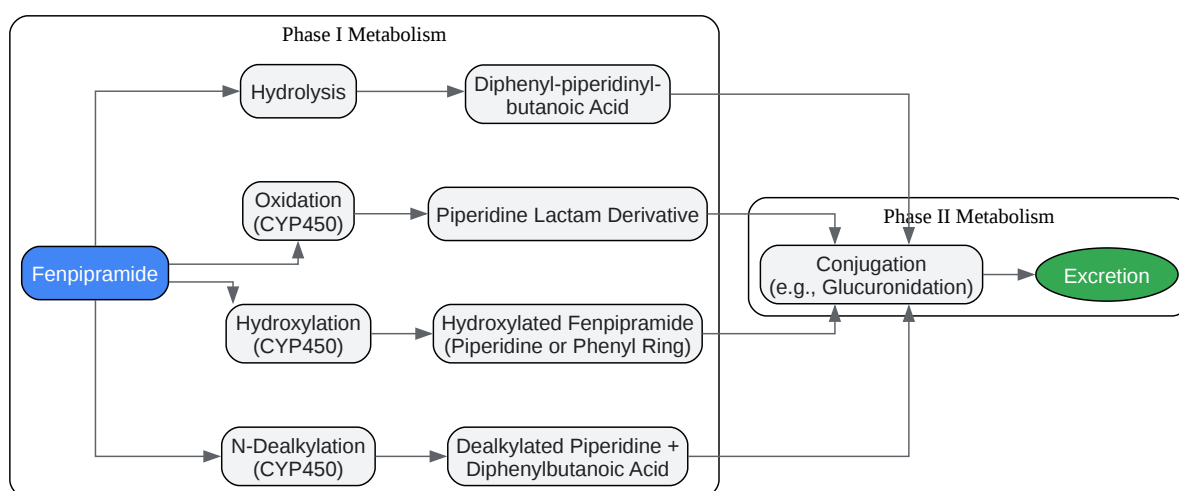 Phase I Metabolism
Hydrolysis
Diphenyl-piperidinyl-
butanoic Acid
Oxidation
(CYP450)
Piperidine Lactam Derivative
Phase II Metabolism
Fenpipramide
Conjugation
(e.g., Glucuronidation)
Excretion
Hydroxylation
(CYP450)
Hydroxylated Fenpipramide
(Piperidine or Phenyl Ring)
N-Dealkylation
(CYP450)
Dealkylated Piperidine +
Diphenylbutanoic Acid